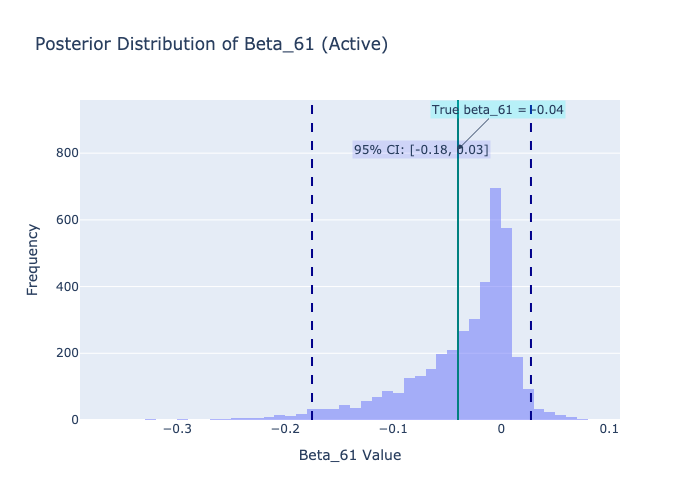 Posterior Distribution of Beta_61 (Active)
True beta_61 = -0.04
95% CI: [-0.18, 0.03]
800
600
400
200
0
Frequency
−0.3 −0.2 −0.1 0 0.1
Beta_61 Value